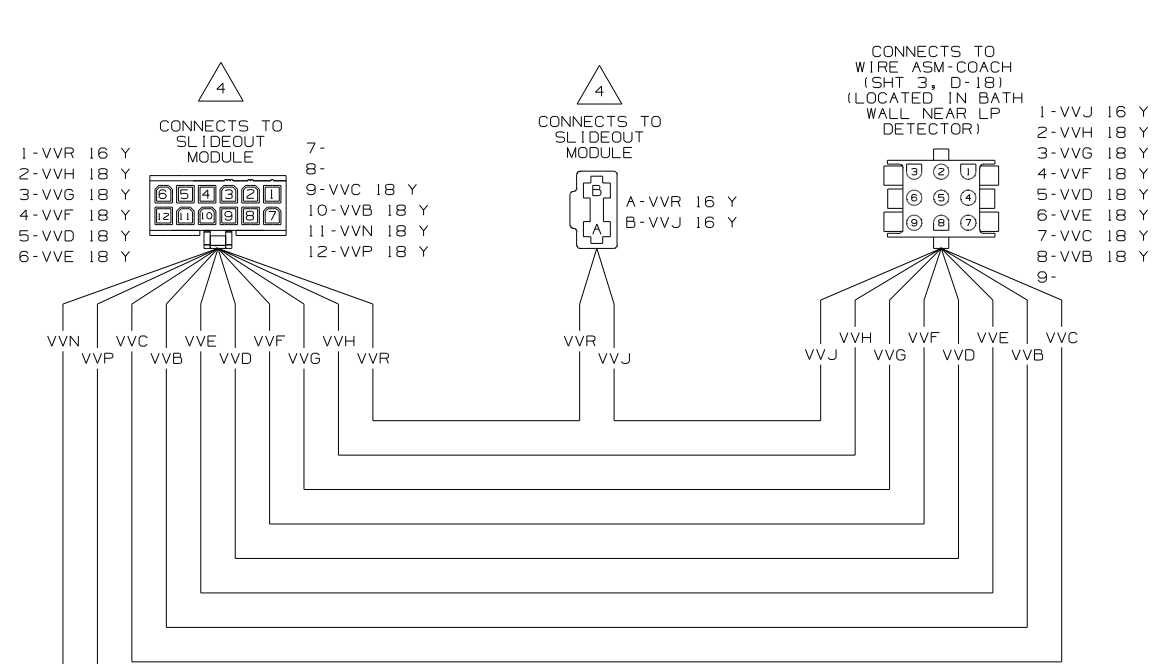 4
CONNECTS TO
SLIDEOUT
MODULE
1-VVR 16 Y
2-VVH 18 Y
3-VVG 18 Y
4-VVF 18 Y
5-VVD 18 Y
6-VVE 18 Y
6 5 4 3 2 1
12 11 10 9 8 7
7-
8-
9-VVC 18 Y
10-VVB 18 Y
11-VVN 18 Y
12-VVP 18 Y
4
CONNECTS TO
SLIDEOUT
MODULE
B
A
A-VVR 16 Y
B-VVJ 16 Y
CONNECTS TO
WIRE ASM-COACH
(SHT 3, D-18)
(LOCATED IN BATH
WALL NEAR LP
DETECTOR)
3 2 1
6 5 4
9 8 7
1-VVJ 16 Y
2-VVH 18 Y
3-VVG 18 Y
4-VVF 18 Y
5-VVD 18 Y
6-VVE 18 Y
7-VVC 18 Y
8-VVB 18 Y
9-
VVN VVC VVE VVF VVH
VVP VVB VVD VVG VVR
VVR
VVJ
VVH VVF VVE VVC
VVJ VVG VVD VVB